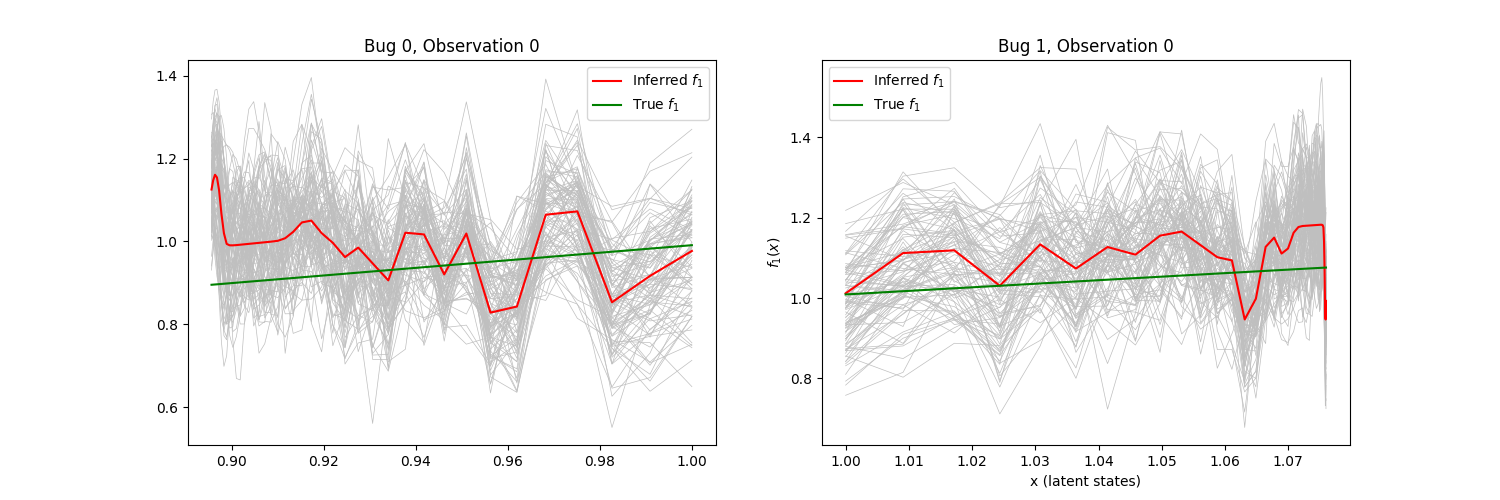 Bug 0, Observation 0
Inferred f₁
True f₁
1.4
1.2
1.0
0.8
0.6
0.90
0.92
0.94
0.96
0.98
1.00
Bug 1, Observation 0
Inferred f₁
True f₁
f₁(x)
1.4
1.2
1.0
0.8
1.00
1.01
1.02
1.03
1.04
1.05
1.06
1.07
x (latent states)